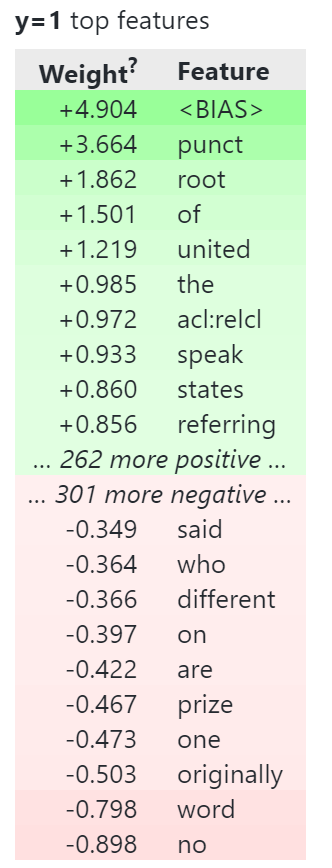 y=1 top features
Weight? Feature
+4.904 <BIAS>
+3.664 punct
+1.862 root
+1.501 of
+1.219 united
+0.985 the
+0.972 acl:relcl
+0.933 speak
+0.860 states
+0.856 referring
… 262 more positive …
… 301 more negative …
-0.349 said
-0.364 who
-0.366 different
-0.397 on
-0.422 are
-0.467 prize
-0.473 one
-0.503 originally
-0.798 word
-0.898 no